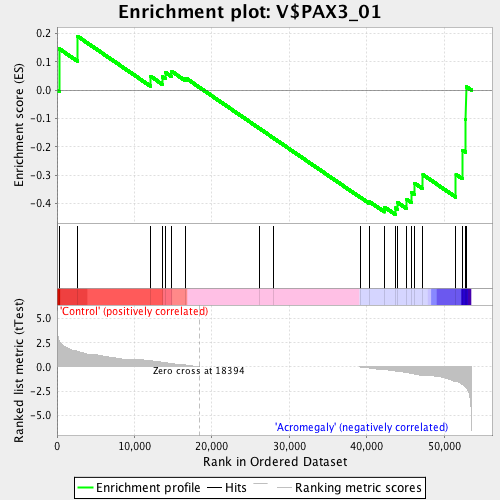 Enrichment plot: V$PAX3_01
Enrichment score (ES)
0.2
0.1
0.0
-0.1
-0.2
-0.3
-0.4
'Control' (positively correlated)
Ranked list metric (tTest)
5.0
2.5
0.0
-2.5
-5.0
Zero cross at 18394
'Acromegaly' (negatively correlated)
0 10,000 20,000 30,000 40,000 50,000
Rank in Ordered Dataset
Enrichment profile Hits Ranking metric scores